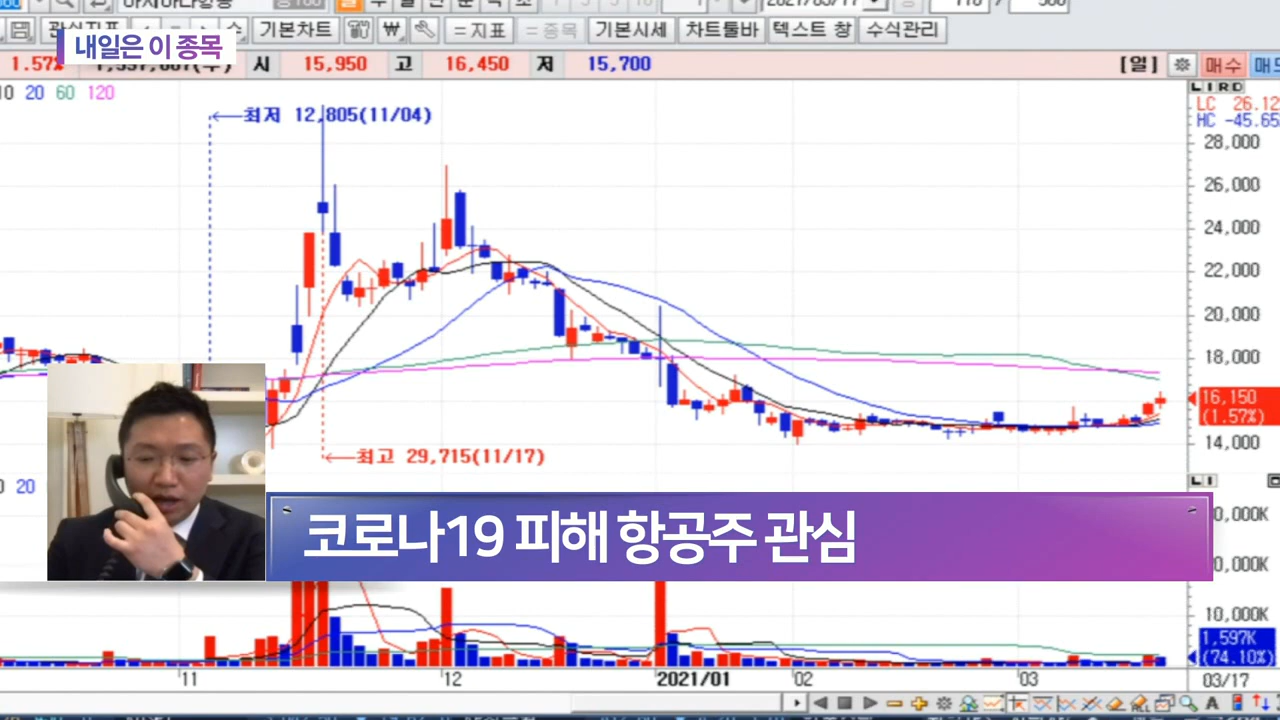 기본차트
=지표
=종목
기본시세
차트툴바
텍스트 창
수식관리
내일은 이 종목
1.57%
시 15,950 고 16,450 저 15,700
[일]
매수
20 60 120
LC 26.12
HC -45.65
최저 12,805(11/04)
28,000
26,000
24,000
22,000
20,000
18,000
16,150
(1.57%)
14,000
최고 29,715(11/17)
20
코로나19 피해 항공주 관심
10,000K
1,597K
(74.10%)
11
12
2021/01
02
03
03/17